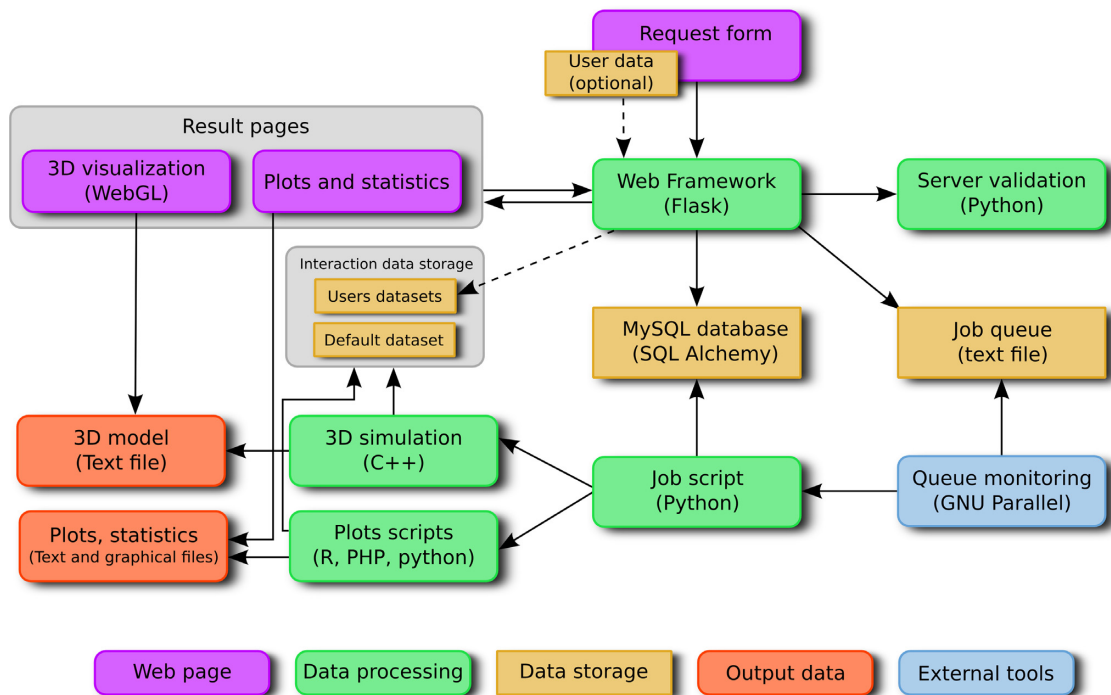 Request form
User data
(optional)
Result pages
3D visualization
(WebGL)
Plots and statistics
Web Framework
(Flask)
Server validation
(Python)
Interaction data storage
Users datasets
Default dataset
MySQL database
(SQL Alchemy)
Job queue
(text file)
3D model
(Text file)
3D simulation
(C++)
Job script
(Python)
Queue monitoring
(GNU Parallel)
Plots, statistics
(Text and graphical files)
Plots scripts
(R, PHP, python)
Web page
Data processing
Data storage
Output data
External tools